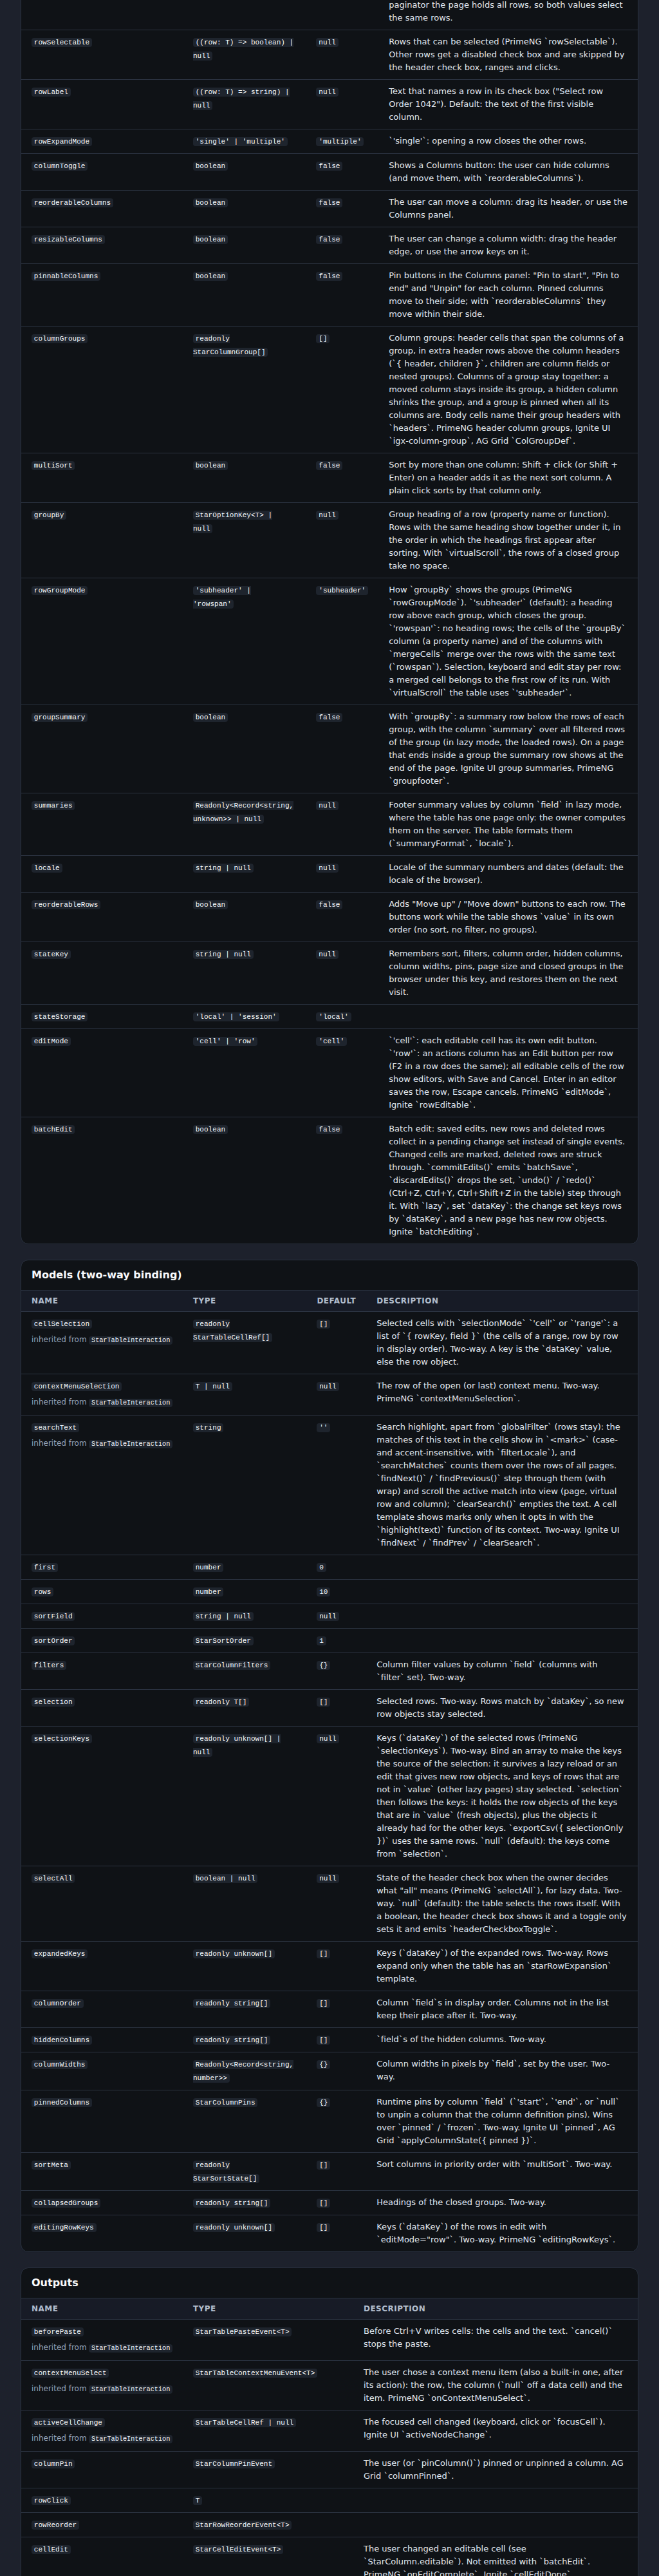 paginator the page holds all rows, so both values select
the same rows.
rowSelectable ((row: T) => boolean) | null null Rows that can be selected (PrimeNG `rowSelectable`).
Other rows get a disabled check box and are skipped by
the header check box, ranges and clicks.
rowLabel ((row: T) => string) | null null Text that names a row in its check box ("Select row
Order 1042"). Default: the text of the first visible
column.
rowExpandMode 'single' | 'multiple' 'multiple' `'single'`: opening a row closes the other rows.
columnToggle boolean false Shows a Columns button: the user can hide columns
(and move them, with `reorderableColumns`).
reorderableColumns boolean false The user can move a column: drag its header, or use the
Columns panel.
resizableColumns boolean false The user can change a column width: drag the header
edge, or use the arrow keys on it.
pinnableColumns boolean false Pin buttons in the Columns panel: "Pin to start", "Pin to
end" and "Unpin" for each column. Pinned columns
move to their side; with `reorderableColumns` they
move within their side.
columnGroups readonly StarColumnGroup[] [] Column groups: header cells that span the columns of a
group, in extra header rows above the column headers
(`{ header, children }`, children are column fields or
nested groups). Columns of a group stay together: a
moved column stays inside its group, a hidden column
shrinks the group, and a group is pinned when all its
columns are. Body cells name their group headers with
`headers`. PrimeNG header column groups, Ignite UI
`igx-column-group`, AG Grid `ColGroupDef`.
multiSort boolean false Sort by more than one column: Shift + click (or Shift +
Enter) on a header adds it as the next sort column. A
plain click sorts by that column only.
groupBy StarOptionKey<T> | null null Group heading of a row (property name or function).
Rows with the same heading show together under it, in
the order in which the headings first appear after
sorting. With `virtualScroll`, the rows of a closed group
take no space.
rowGroupMode 'subheader' | 'rowspan' 'subheader' How `groupBy` shows the groups (PrimeNG
`rowGroupMode`). `'subheader'` (default): a heading
row above each group, which closes the group.
`'rowspan'`: no heading rows; the cells of the `groupBy`
column (a property name) and of the columns with
`mergeCells` merge over the rows with the same text
(`rowspan`). Selection, keyboard and edit stay per row:
a merged cell belongs to the first row of its run. With
`virtualScroll` the table uses `'subheader'`.
groupSummary boolean false With `groupBy`: a summary row below the rows of each
group, with the column `summary` over all filtered rows
of the group (in lazy mode, the loaded rows). On a page
that ends inside a group the summary row shows at the
end of the page. Ignite UI group summaries, PrimeNG
`groupfooter`.
summaries Readonly<Record<string, unknown>> | null null Footer summary values by column `field` in lazy mode,
where the table has one page only: the owner computes
them on the server. The table formats them
(`summaryFormat`, `locale`).
locale string | null null Locale of the summary numbers and dates (default: the
locale of the browser).
reorderableRows boolean false Adds "Move up" / "Move down" buttons to each row. The
buttons work while the table shows `value` in its own
order (no sort, no filter, no groups).
stateKey string | null null Remembers sort, filters, column order, hidden columns,
column widths, pins, page size and closed groups in the
browser under this key, and restores them on the next
visit.
stateStorage 'local' | 'session' 'local'
editMode 'cell' | 'row' 'cell' `'cell'`: each editable cell has its own edit button.
`'row'`: an actions column has an Edit button per row
(F2 in a row does the same); all editable cells of the row
show editors, with Save and Cancel. Enter in an editor
saves the row, Escape cancels. PrimeNG `editMode`,
Ignite `rowEditable`.
batchEdit boolean false Batch edit: saved edits, new rows and deleted rows
collect in a pending change set instead of single events.
Changed cells are marked, deleted rows are struck
through. `commitEdits()` emits `batchSave`,
`discardEdits()` drops the set, `undo()` / `redo()`
(Ctrl+Z, Ctrl+Y, Ctrl+Shift+Z in the table) step through
it. With `lazy`, set `dataKey`: the change set keys rows
by `dataKey`, and a new page has new row objects.
Ignite `batchEditing`.
Models (two-way binding)
NAME TYPE DEFAULT DESCRIPTION
cellSelection inherited from StarTableInteraction readonly StarTableCellRef[] [] Selected cells with `selectionMode` `'cell'` or `'range'`: a
list of `{ rowKey, field }` (the cells of a range, row by row
in display order). Two-way. A key is the `dataKey` value,
else the row object.
contextMenuSelection inherited from StarTableInteraction T | null null The row of the open (or last) context menu. Two-way.
PrimeNG `contextMenuSelection`.
searchText inherited from StarTableInteraction string '' Search highlight, apart from `globalFilter` (rows stay): the
matches of this text in the cells show in `<mark>` (case-
and accent-insensitive, with `filterLocale`), and
`searchMatches` counts them over the rows of all pages.
`findNext()` / `findPrevious()` step through them (with
wrap) and scroll the active match into view (page, virtual
row and column); `clearSearch()` empties the text. A cell
template shows marks only when it opts in with the
`highlight(text)` function of its context. Two-way. Ignite UI
`findNext` / `findPrev` / `clearSearch`.
first number 0
rows number 10
sortField string | null null
sortOrder StarSortOrder 1
filters StarColumnFilters {} Column filter values by column `field` (columns with
`filter` set). Two-way.
selection readonly T[] [] Selected rows. Two-way. Rows match by `dataKey`, so new
row objects stay selected.
selectionKeys readonly unknown[] | null null Keys (`dataKey`) of the selected rows (PrimeNG
`selectionKeys`). Two-way. Bind an array to make the keys
the source of the selection: it survives a lazy reload or an
edit that gives new row objects, and keys of rows that are
not in `value` (other lazy pages) stay selected. `selection`
then follows the keys: it holds the row objects of the keys
that are in `value` (fresh objects), plus the objects it
already had for the other keys. `exportCsv({ selectionOnly
})` uses the same rows. `null` (default): the keys come
from `selection`.
selectAll boolean | null null State of the header check box when the owner decides
what "all" means (PrimeNG `selectAll`), for lazy data. Two-
way. `null` (default): the table selects the rows itself. With
a boolean, the header check box shows it and a toggle only
sets it and emits `headerCheckboxToggle`.
expandedKeys readonly unknown[] [] Keys (`dataKey`) of the expanded rows. Two-way. Rows
expand only when the table has an `starRowExpansion`
template.
columnOrder readonly string[] [] Column `field`s in display order. Columns not in the list
keep their place after it. Two-way.
hiddenColumns readonly string[] [] `field`s of the hidden columns. Two-way.
columnWidths Readonly<Record<string, number>> {} Column widths in pixels by `field`, set by the user. Two-
way.
pinnedColumns StarColumnPins {} Runtime pins by column `field` (`'start'`, `'end'`, or `null`
to unpin a column that the column definition pins). Wins
over `pinned` / `frozen`. Two-way. Ignite UI `pinned`, AG
Grid `applyColumnState({ pinned })`.
sortMeta readonly StarSortState[] [] Sort columns in priority order with `multiSort`. Two-way.
collapsedGroups readonly string[] [] Headings of the closed groups. Two-way.
editingRowKeys readonly unknown[] [] Keys (`dataKey`) of the rows in edit with
`editMode="row"`. Two-way. PrimeNG `editingRowKeys`.
Outputs
NAME TYPE DESCRIPTION
beforePaste inherited from StarTableInteraction StarTablePasteEvent<T> Before Ctrl+V writes cells: the cells and the text. `cancel()`
stops the paste.
contextMenuSelect inherited from StarTableInteraction StarTableContextMenuEvent<T> The user chose a context menu item (also a built-in one, after
its action): the row, the column (`null` off a data cell) and the
item. PrimeNG `onContextMenuSelect`.
activeCellChange inherited from StarTableInteraction StarTableCellRef | null The focused cell changed (keyboard, click or `focusCell`).
Ignite UI `activeNodeChange`.
columnPin StarColumnPinEvent The user (or `pinColumn()`) pinned or unpinned a column. AG
Grid `columnPinned`.
rowClick T
rowReorder StarRowReorderEvent<T>
cellEdit StarCellEditEvent<T> The user changed an editable cell (see
`StarColumn.editable`). Not emitted with `batchEdit`.
PrimeNG `onEditComplete`, Ignite `cellEditDone`.